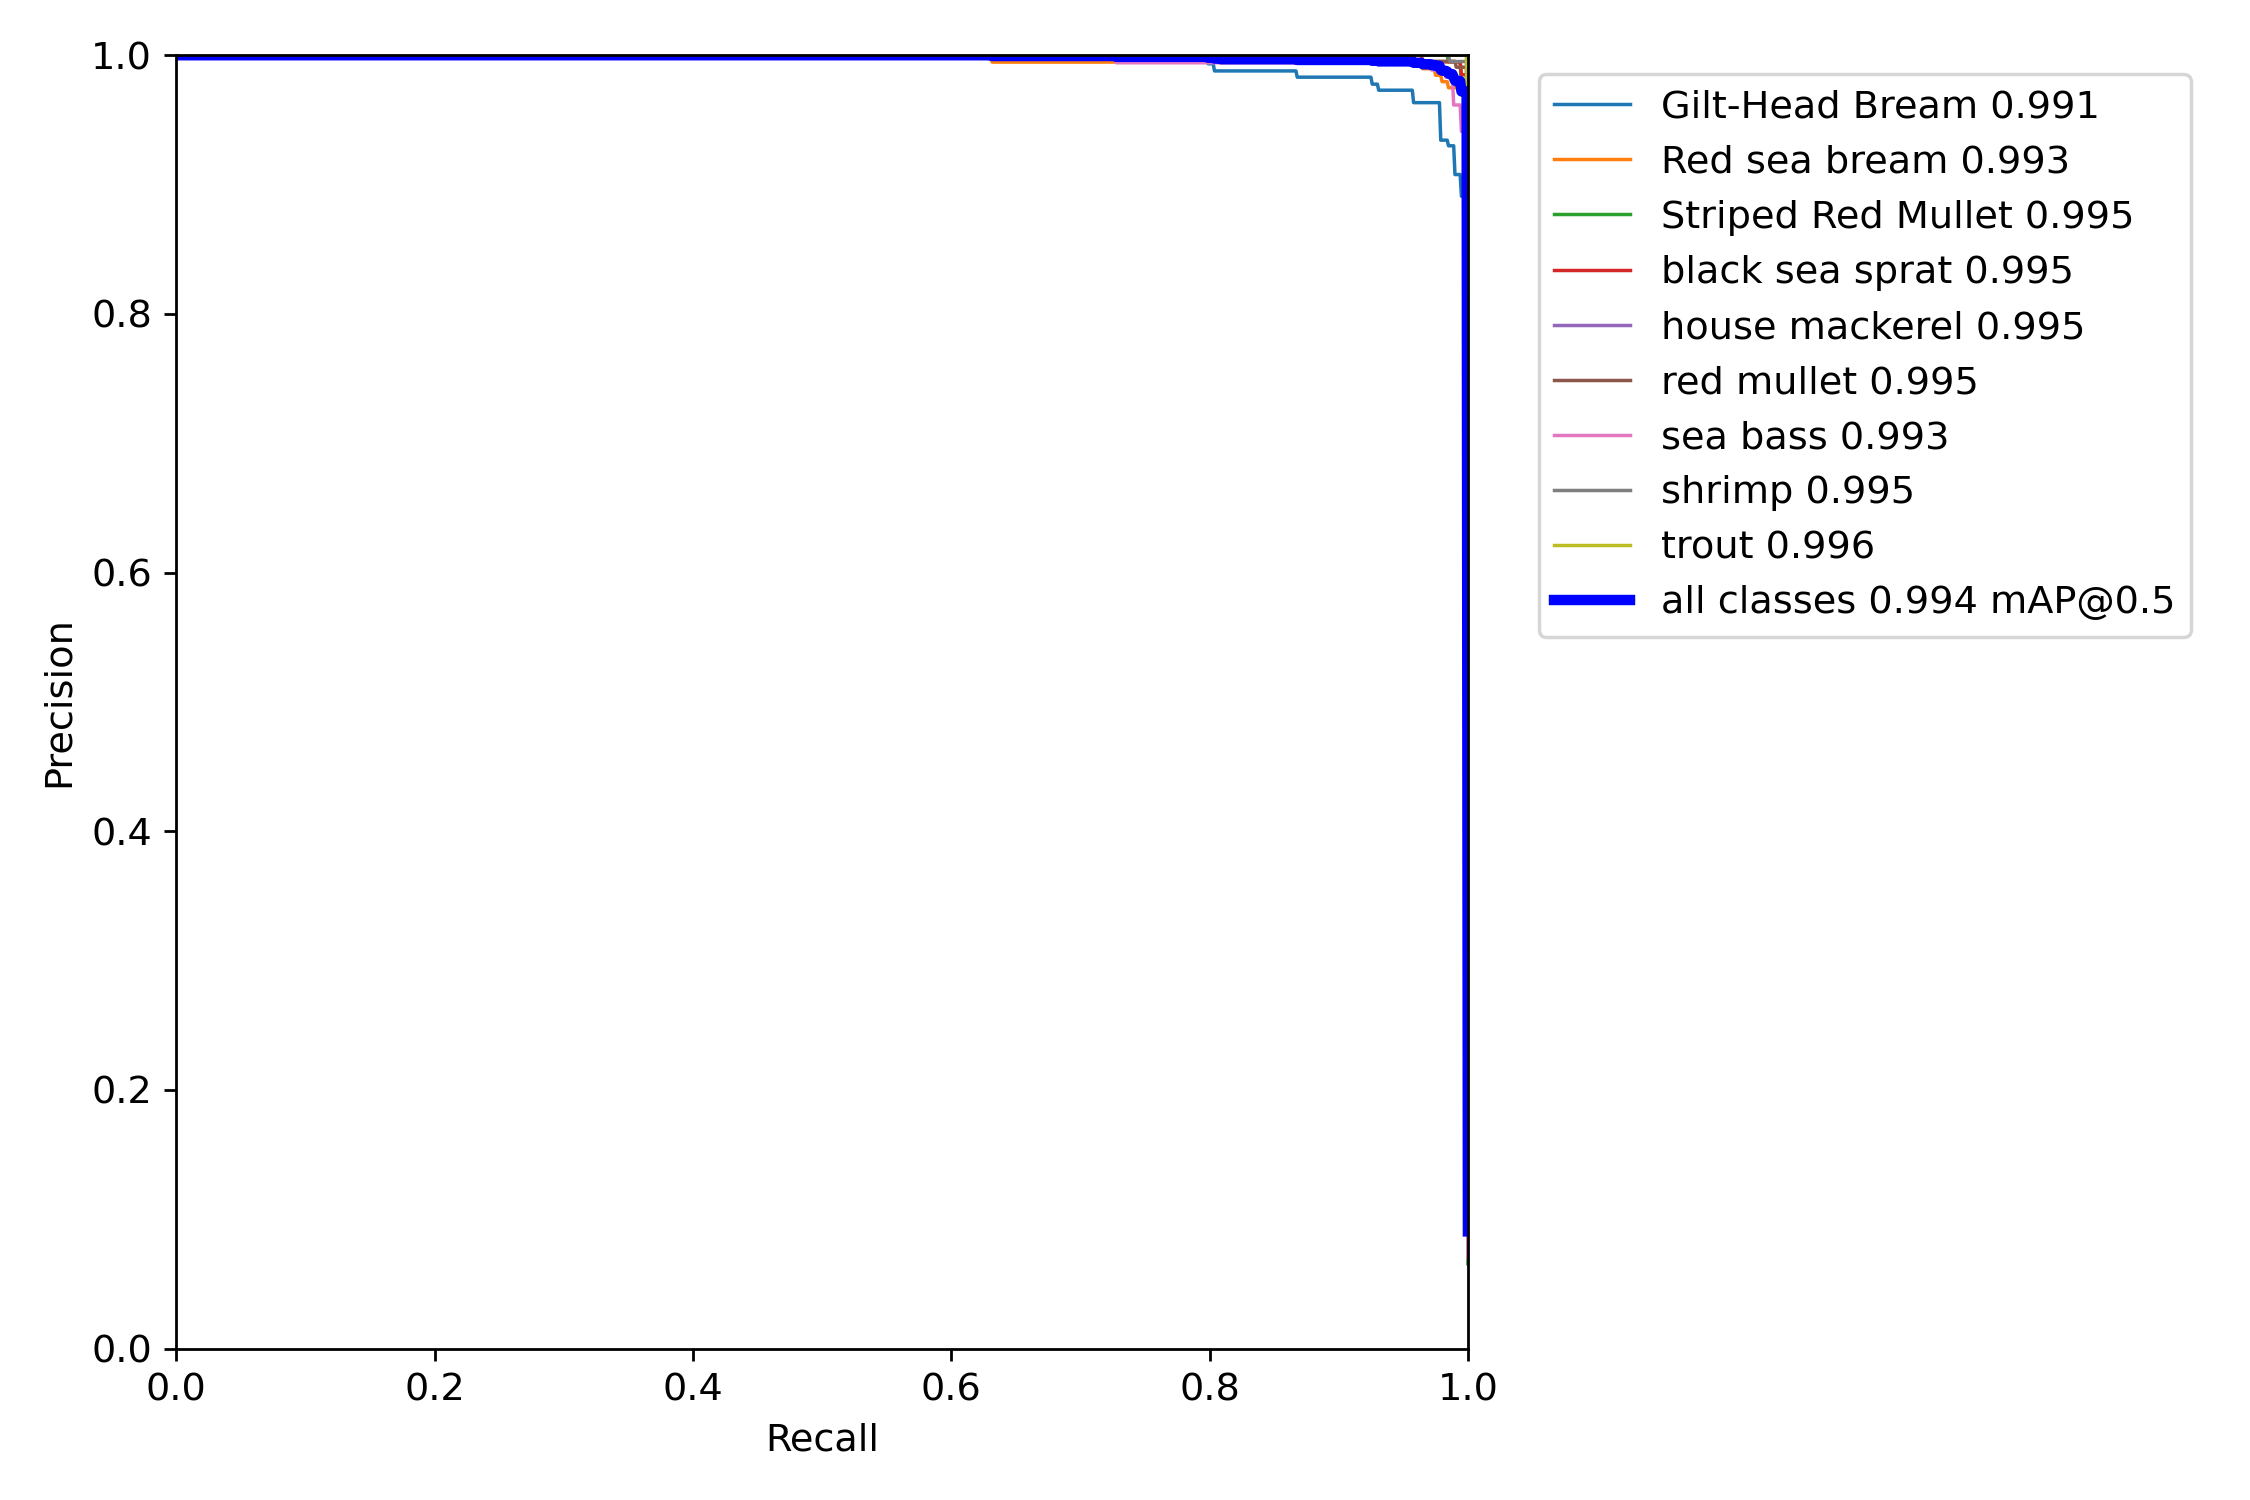 1.0
0.8
0.6
0.4
0.2
0.0
Precision
0.0 0.2 0.4 0.6 0.8 1.0
Recall
Gilt-Head Bream 0.991
Red sea bream 0.993
Striped Red Mullet 0.995
black sea sprat 0.995
house mackerel 0.995
red mullet 0.995
sea bass 0.993
shrimp 0.995
trout 0.996
all classes 0.994 mAP@0.5